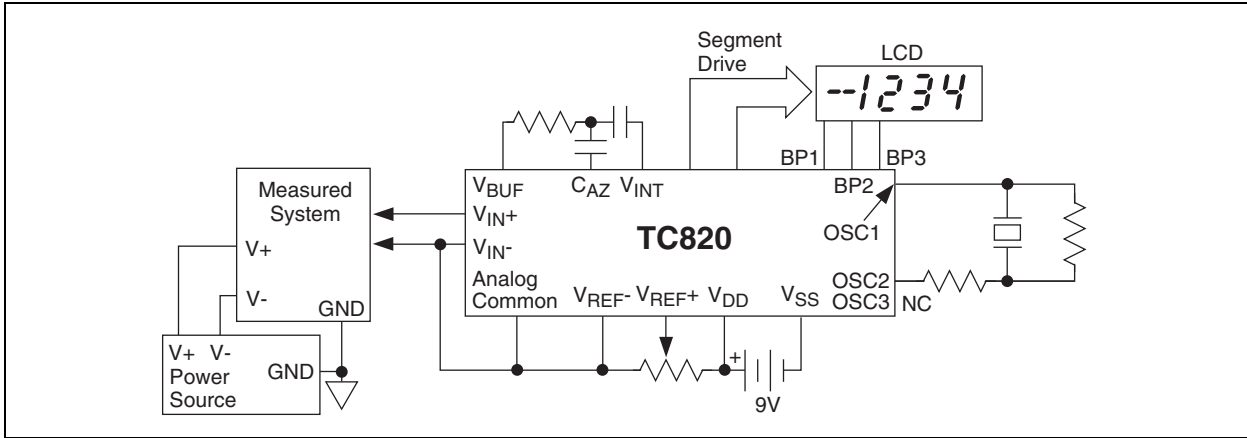 Segment
Drive
LCD
--1234
BP1
BP3
BP2
VBUF
CAZ
VINT
Measured
System
VIN+
VIN-
TC820
OSC1
V+
V-
GND
Analog
Common
VREF-
VREF+
VDD
VSS
OSC2
OSC3
NC
V+ V-
Power
Source
GND
+
9V